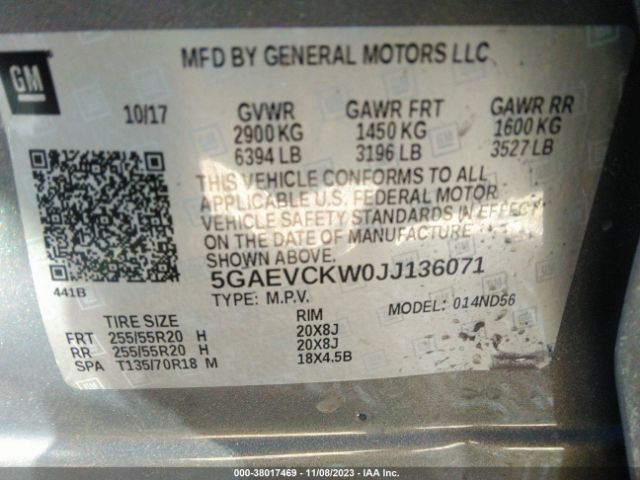 GM
MFD BY GENERAL MOTORS LLC
10/17 GVWR GAWR FRT GAWR RR
2900 KG 1450 KG 1600 KG
6394 LB 3196 LB 3527 LB
THIS VEHICLE CONFORMS TO ALL
APPLICABLE U.S. FEDERAL MOTOR
VEHICLE SAFETY STANDARDS IN EFFECT
ON THE DATE OF MANUFACTURE
SHOWN ABOVE.
441B
5GAEVCKW0JJ136071
TYPE: M.P.V. MODEL: 014ND56
TIRE SIZE RIM
FRT 255/55R20 H 20X8J
RR 255/55R20 H 20X8J
SPA T135/70R18 M 18X4.5B
000-38017469 - 11/08/2023 - IAA Inc.